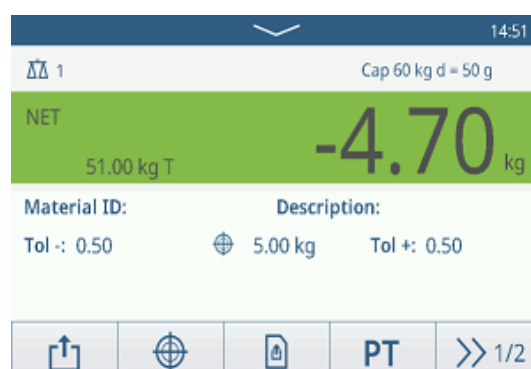 14:51
1 Cap 60 kg d = 50 g
NET
-4.70 kg
51.00 kg T
Material ID: Description:
Tol -: 0.50 5.00 kg Tol +: 0.50
PT 1/2